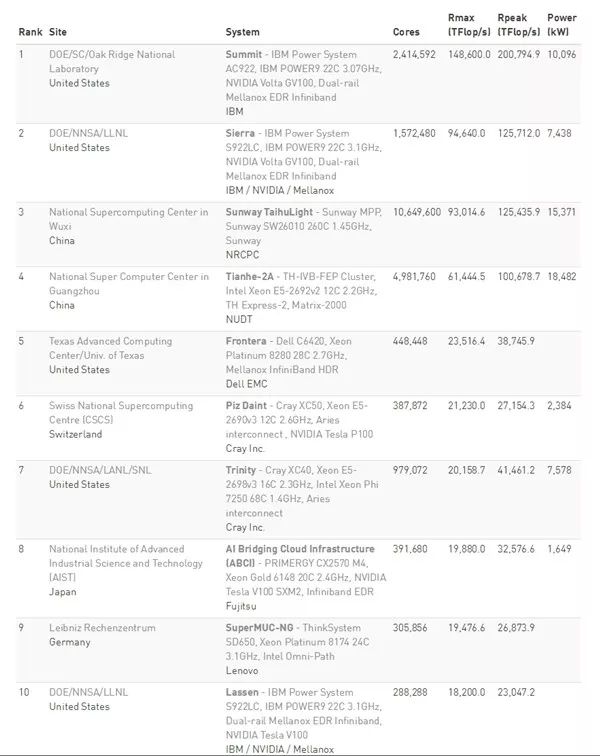 Rmax Rpeak Power
Rank Site System Cores (TFlop/s) (TFlop/s) (kW)
1 DOE/SC/Oak Ridge National Summit - IBM Power System 2,414,592 148,600.0 200,794.9 10,096
Laboratory AC922, IBM POWER9 22C 3.07GHz,
United States NVIDIA Volta GV100, Dual-rail
Mellanox EDR Infiniband
IBM
2 DOE/NNSA/LLNL Sierra - IBM Power System 1,572,480 94,640.0 125,712.0 7,438
United States S922LC, IBM POWER9 22C 3.1GHz,
NVIDIA Volta GV100, Dual-rail
Mellanox EDR Infiniband
IBM / NVIDIA / Mellanox
3 National Supercomputing Center in Sunway TaihuLight - Sunway MPP, 10,649,600 93,014.6 125,435.9 15,371
Wuxi Sunway SW26010 260C 1.45GHz,
China Sunway
NRCPC
4 National Super Computer Center in Tianhe-2A - TH-IVB-FEP Cluster, 4,981,760 61,444.5 100,678.7 18,482
Guangzhou Intel Xeon E5-2692v2 12C 2.2GHz,
China TH Express-2, Matrix-2000
NUDT
5 Texas Advanced Computing Frontera - Dell C6420, Xeon 448,448 23,516.4 38,745.9
Center/Univ. of Texas Platinum 8280 28C 2.7GHz,
United States Mellanox InfiniBand HDR
Dell EMC
6 Swiss National Supercomputing Piz Daint - Cray XC50, Xeon E5- 387,872 21,230.0 27,154.3 2,384
Centre (CSCS) 2690v3 12C 2.6GHz, Aries
Switzerland interconnect , NVIDIA Tesla P100
Cray Inc.
7 DOE/NNSA/LANL/SNL Trinity - Cray XC40, Xeon E5- 979,072 20,158.7 41,461.2 7,578
United States 2698v3 16C 2.3GHz, Intel Xeon Phi
7250 68C 1.4GHz, Aries
interconnect
Cray Inc.
8 National Institute of Advanced AI Bridging Cloud Infrastructure 391,680 19,880.0 32,576.6 1,649
Industrial Science and Technology (ABCI) - PRIMERGY CX2570 M4,
(AIST) Xeon Gold 6148 20C 2.4GHz, NVIDIA
Japan Tesla V100 SXM2, Infiniband EDR
Fujitsu
9 Leibniz Rechenzentrum SuperMUC-NG - ThinkSystem 305,856 19,476.6 26,873.9
Germany SD650, Xeon Platinum 8174 24C
3.1GHz, Intel Omni-Path
Lenovo
10 DOE/NNSA/LLNL Lassen - IBM Power System 288,288 18,200.0 23,047.2
United States S922LC, IBM POWER9 22C 3.1GHz,
Dual-rail Mellanox EDR Infiniband,
NVIDIA Tesla V100
IBM / NVIDIA / Mellanox